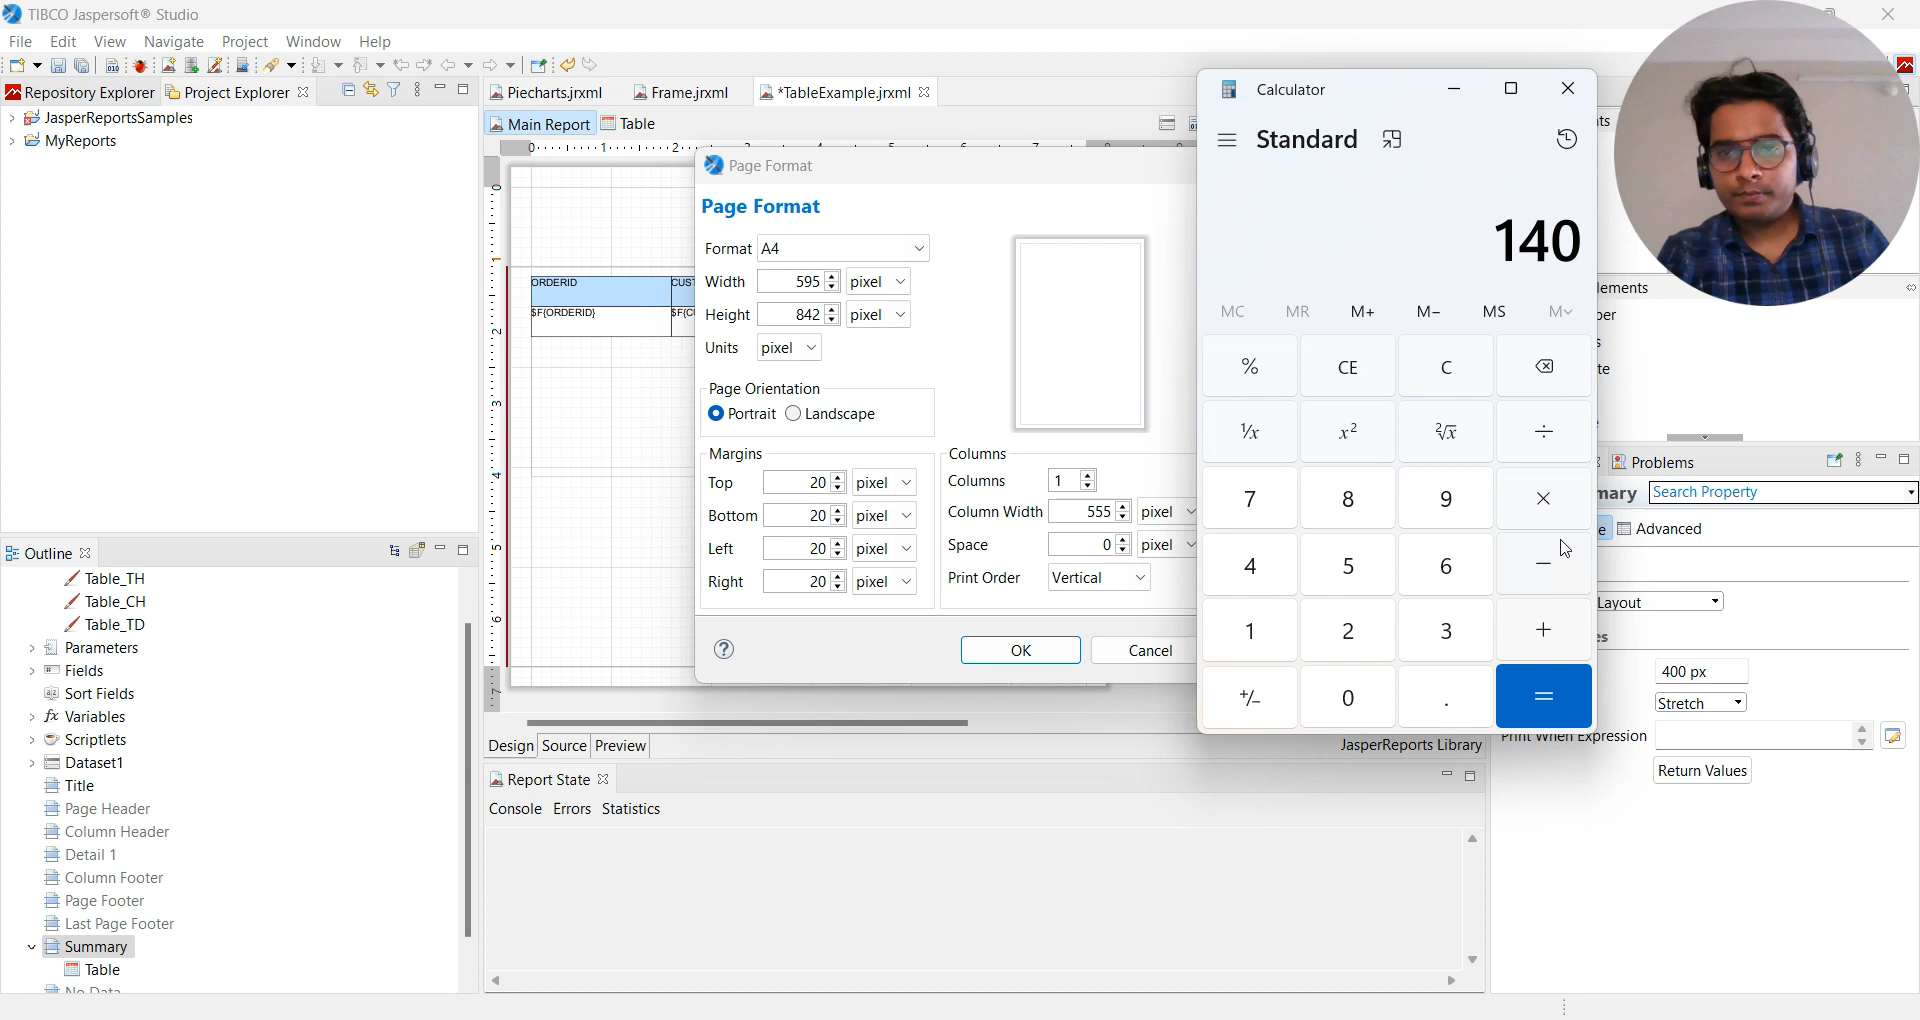 TIBCO Jaspersoft® Studio
File Edit View Navigate Project Window Help
Repository Explorer Project Explorer
JasperReportsSamples
MyReports
Piecharts.jrxml Frame.jrxml *TableExample.jrxml
Main Report Table
ORDERID
$F{ORDERID}
Page Format
Page Format
Format A4
Width 595 pixel
Height 842 pixel
Units pixel
Page Orientation
Portrait Landscape
Margins
Top 20 pixel
Bottom 20 pixel
Left 20 pixel
Right 20 pixel
Columns
Columns 1
Column Width 555 pixel
Space 0 pixel
Print Order Vertical
OK Cancel
Calculator
Standard
140
MC MR M+ M− MS M
% CE C
1/x x² ²√x ÷
7 8 9 ×
4 5 6 −
1 2 3 +
+/− 0 . =
Problems
Search Property
Advanced
Layout
400 px
Stretch
Print When Expression
Return Values
Outline
Table_TH
Table_CH
Table_TD
Parameters
Fields
Sort Fields
Variables
Scriptlets
Dataset1
Title
Page Header
Column Header
Detail 1
Column Footer
Page Footer
Last Page Footer
Summary
Table
Design Source Preview
JasperReports Library
Report State
Console Errors Statistics